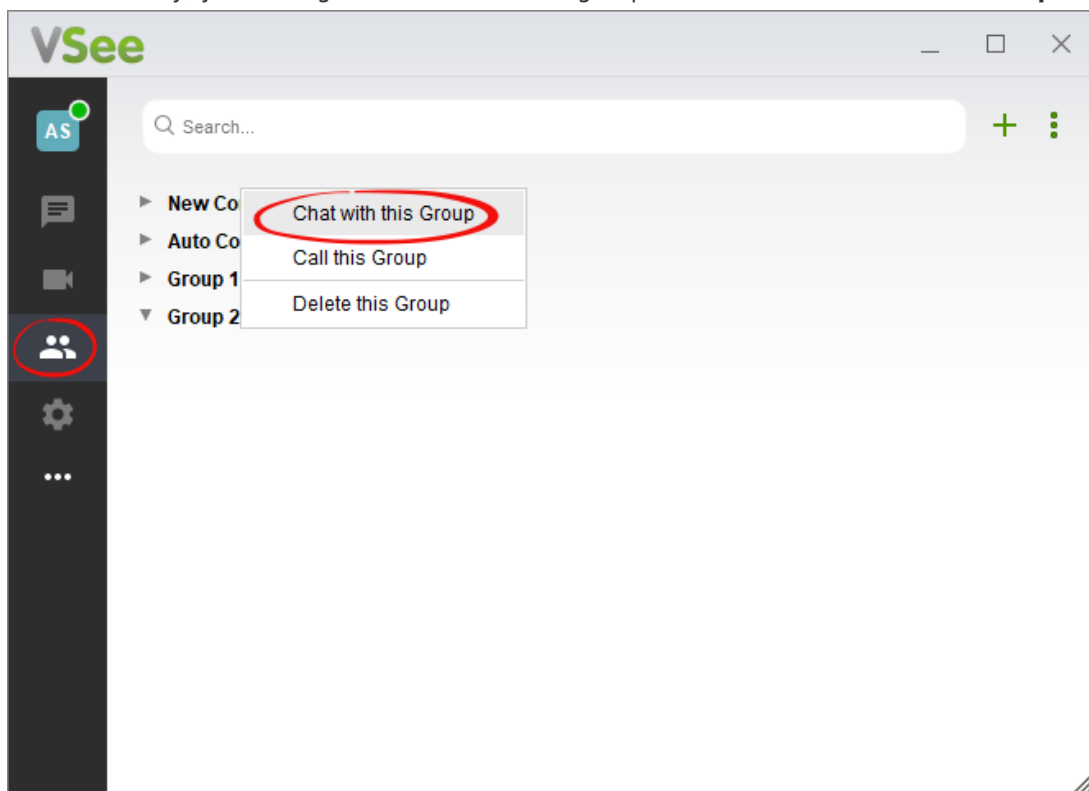 VSee
AS
Search...
New Co
Chat with this Group
Auto Co
Call this Group
Group 1
Delete this Group
Group 2